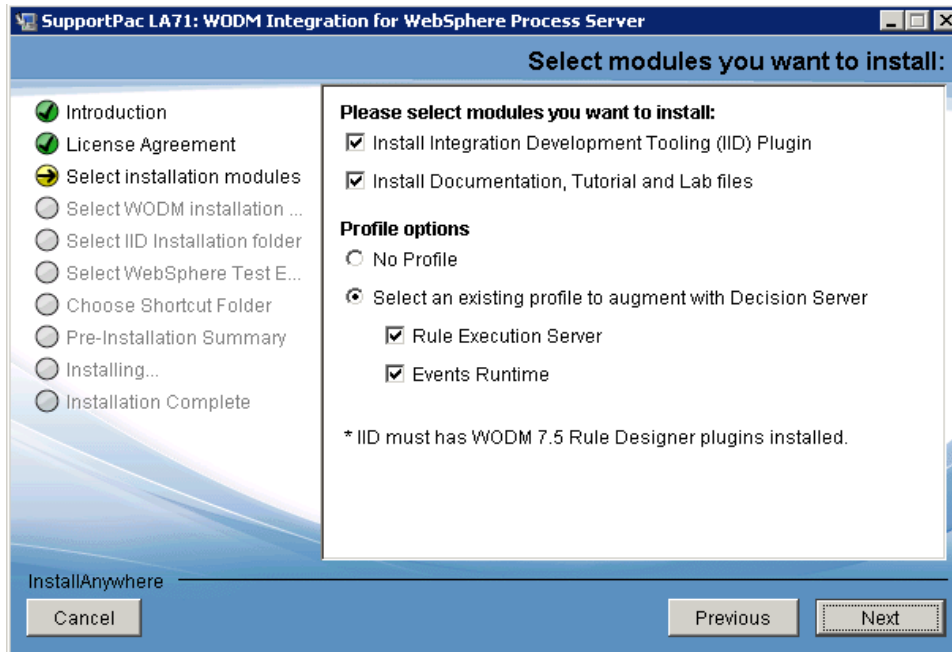 SupportPac LA71: WODM Integration for WebSphere Process Server
Select modules you want to install:
Introduction
License Agreement
Select installation modules
Select WODM installation ...
Select IID Installation folder
Select WebSphere Test E...
Choose Shortcut Folder
Pre-Installation Summary
Installing...
Installation Complete
Please select modules you want to install:
Install Integration Development Tooling (IID) Plugin
Install Documentation, Tutorial and Lab files
Profile options
No Profile
Select an existing profile to augment with Decision Server
Rule Execution Server
Events Runtime
* IID must has WODM 7.5 Rule Designer plugins installed.
InstallAnywhere
Cancel
Previous
Next